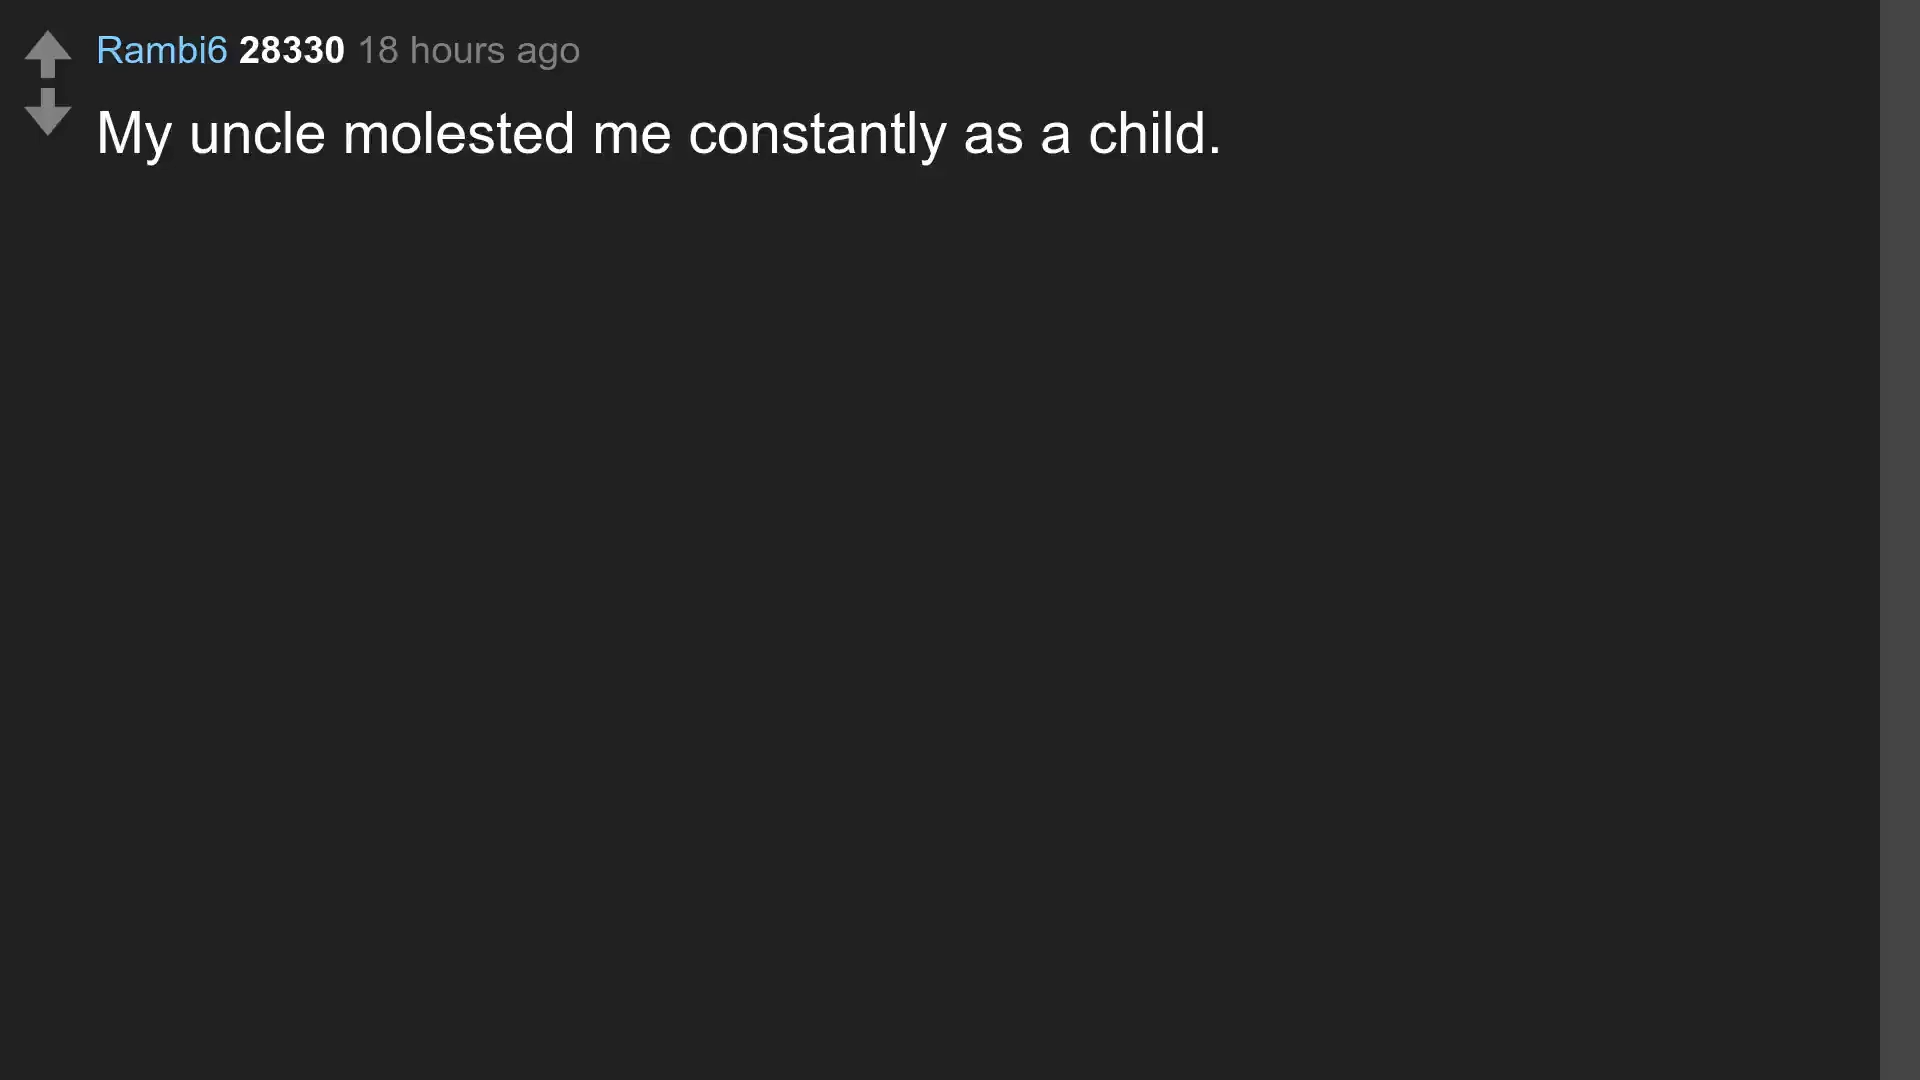 Rambi6 28330 18 hours ago
My uncle molested me constantly as a child.